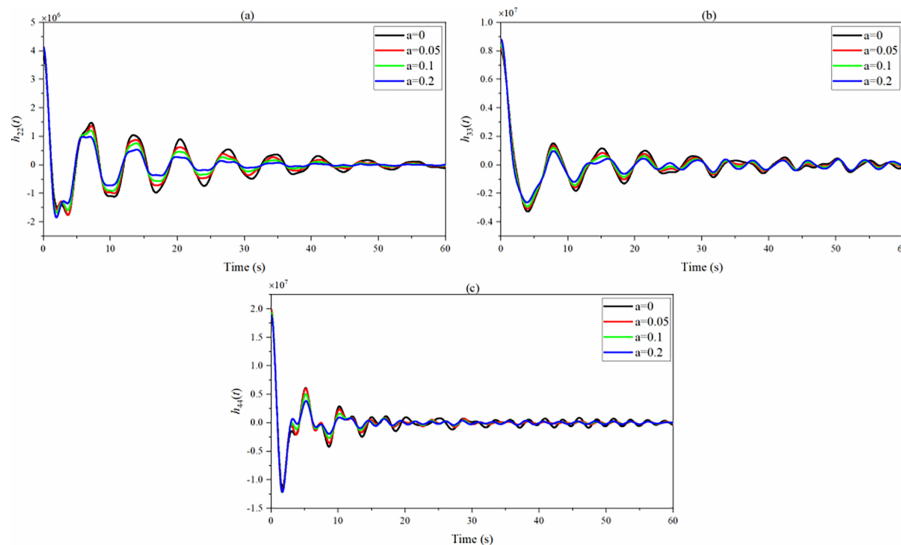 (a)
×10⁶
5
4
3
2
1
0
-1
-2
h₂₂(t)
0
10
20
30
40
50
60
Time (s)
a=0
a=0.05
a=0.1
a=0.2
(b)
×10⁷
1.0
0.8
0.6
0.4
0.2
0.0
-0.2
-0.4
h₃₃(t)
0
10
20
30
40
50
60
Time (s)
a=0
a=0.05
a=0.1
a=0.2
(c)
×10⁷
2.0
1.5
1.0
0.5
0.0
-0.5
-1.0
-1.5
h₄₄(t)
0
10
20
30
40
50
60
Time (s)
a=0
a=0.05
a=0.1
a=0.2